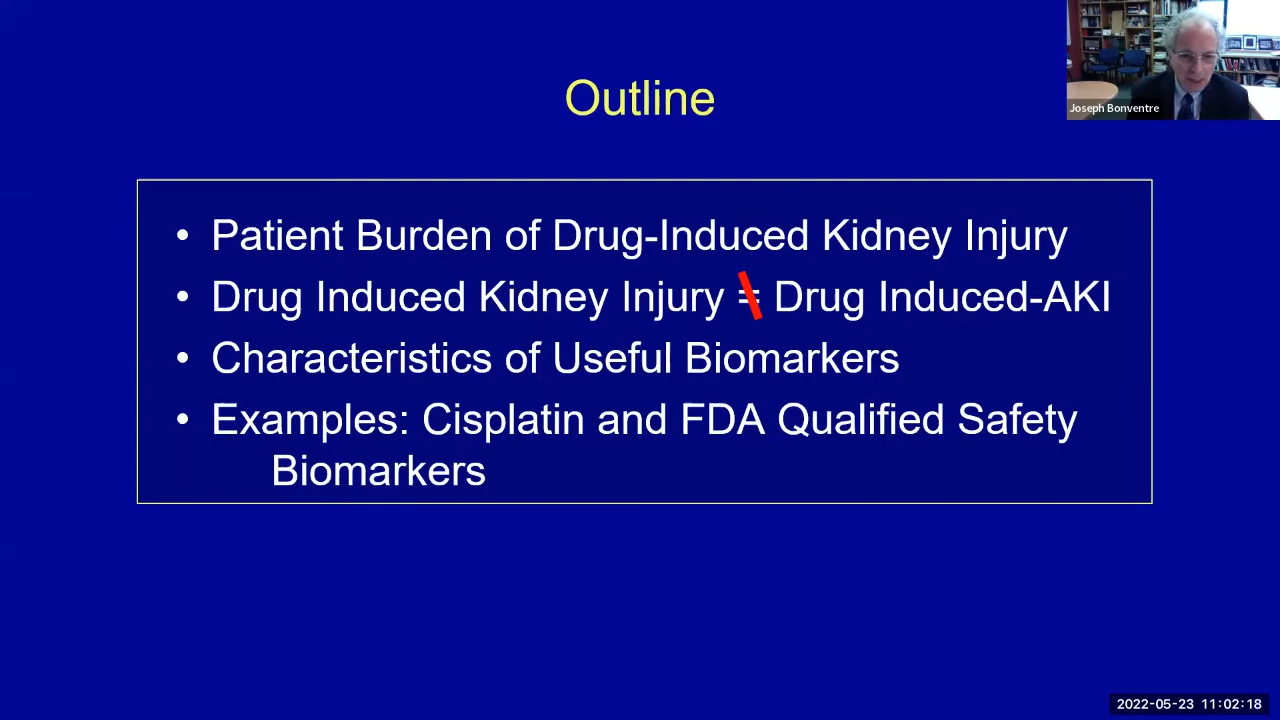 Outline
Joseph Bonventre
• Patient Burden of Drug-Induced Kidney Injury
• Drug Induced Kidney Injury ≠ Drug Induced-AKI
• Characteristics of Useful Biomarkers
• Examples: Cisplatin and FDA Qualified Safety
Biomarkers
2022-05-23 11:02:18